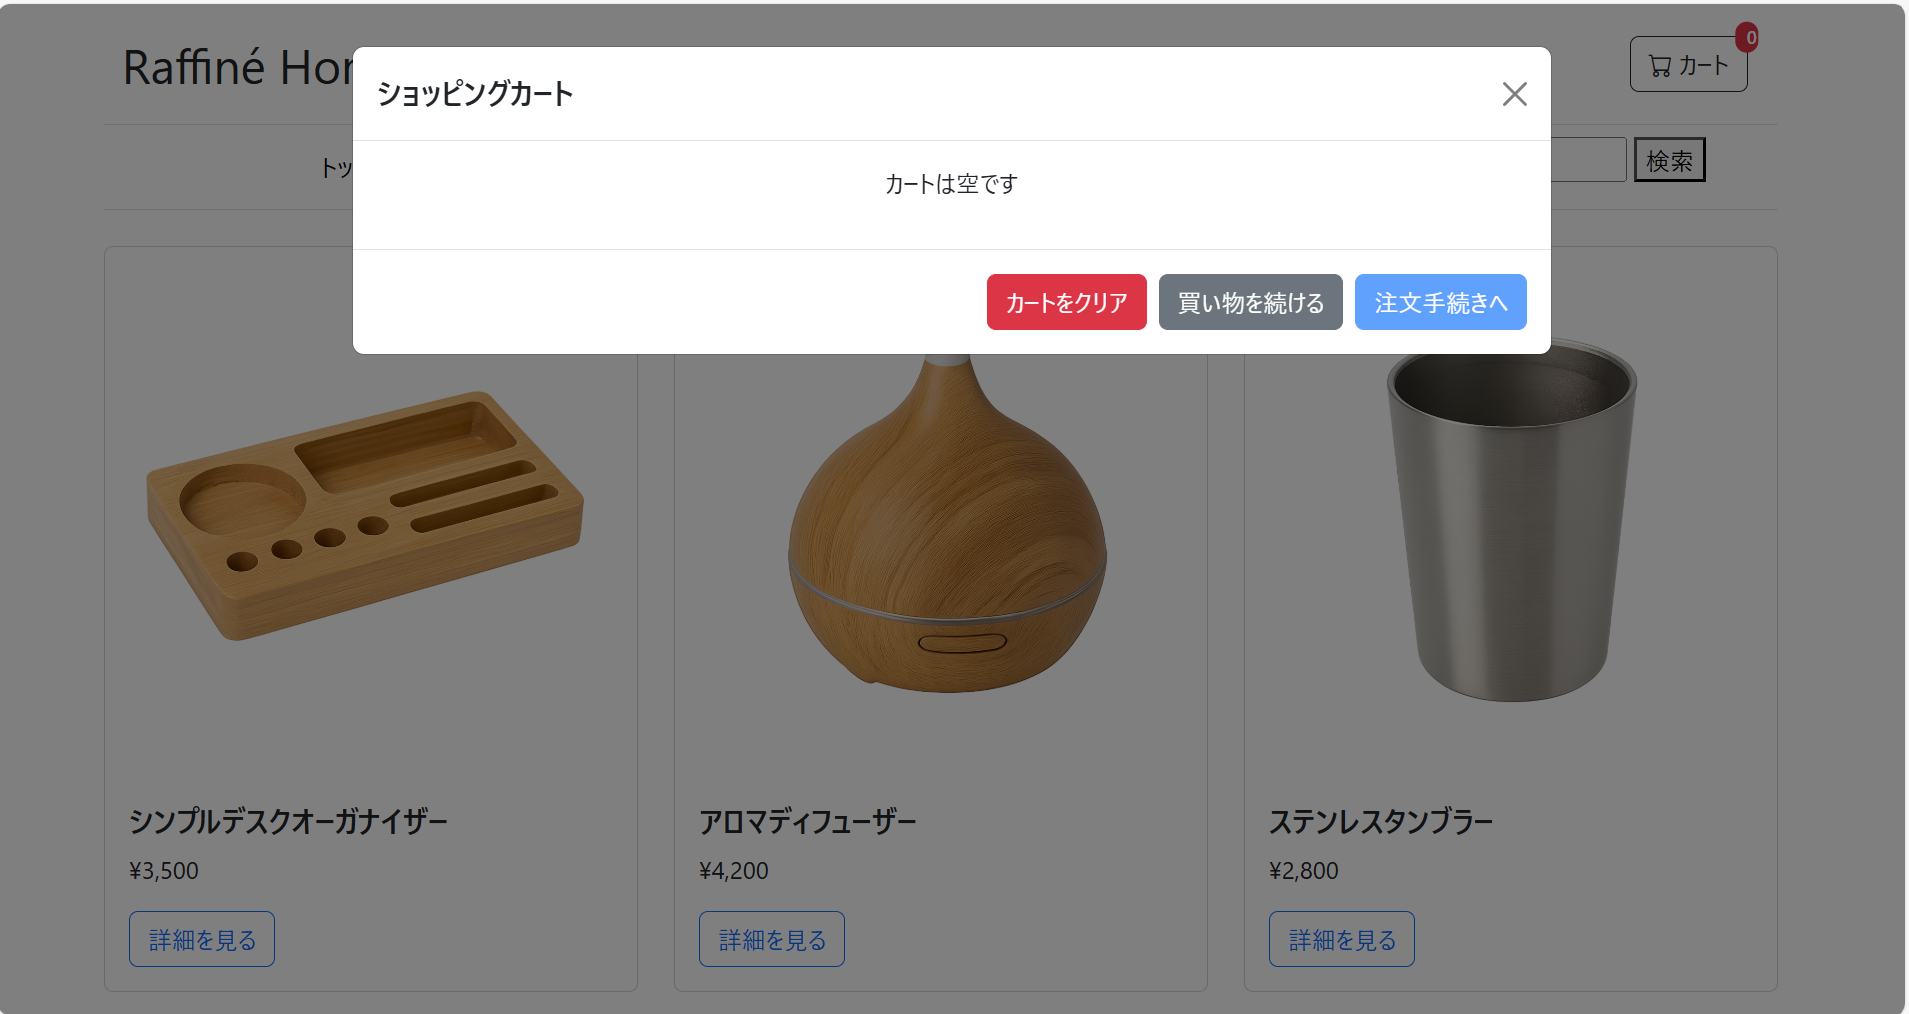 Raffiné
0
カート
ショッピングカート
カートは空です
検索
カートをクリア
買い物を続ける
注文手続きへ
シンプルデスクオーガナイザー
¥3,500
詳細を見る
アロマディフューザー
¥4,200
詳細を見る
ステンレスタンブラー
¥2,800
詳細を見る